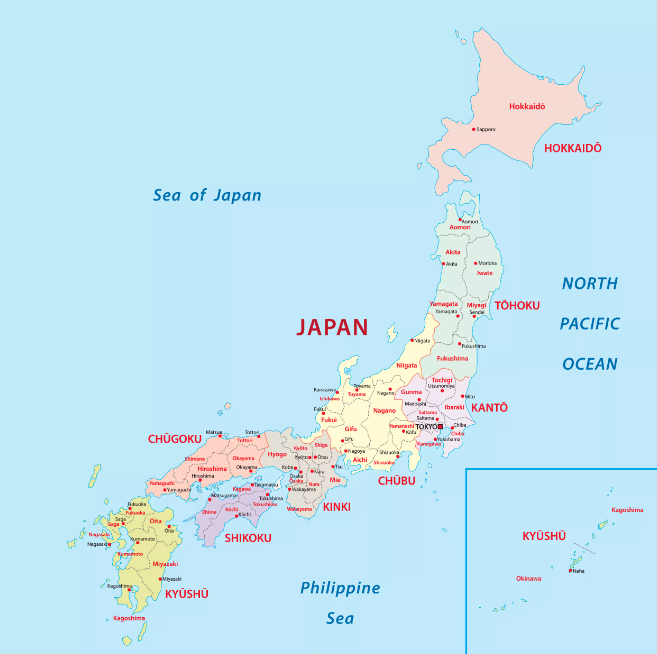 Hokkaidō
Sapporo
HOKKAIDŌ
Sea of Japan
Aomori
Aomori
Akita
Akita
Morioka
Iwate
NORTH
PACIFIC
OCEAN
Yamagata
Yamagata
Miyagi
Sendai
TŌHOKU
JAPAN
Niigata
Fukushima
Fukushima
Niigata
Tochigi
Utsunomiya
Kanazawa
Ishikawa
Toyama
Toyama
Nagano
Nagano
Gunma
Maebashi
Mito
Ibaraki
KANTŌ
Saitama
Saitama
Fukui
Fukui
Gifu
Gifu
Yamanashi
Kōfu
TOKYO
Chiba
Chiba
Yokohama
Kanagawa
Matsue
Tottori
Tottori
CHŪGOKU
Shimane
Okayama
Okayama
Hyogo
Kyōto
Kyōto
Shiga
Ōtsu
Nagoya
Aichi
Shizuoka
Shizuoka
CHŪBU
Hiroshima
Hiroshima
Kobe
Ōsaka
Ōsaka
Nara
Nara
Tsu
Mie
Yamaguchi
Yamaguchi
Matsuyama
Takamatsu
Kagawa
Tokushima
Tokushima
Wakayama
Wakayama
KINKI
Ehime
Kōchi
Kōchi
SHIKOKU
Fukuoka
Fukuoka
Saga
Saga
Oita
Oita
Nagasaki
Nagasaki
Kumamoto
Kumamoto
Miyazaki
Miyazaki
KYŪSHŪ
Kagoshima
Kagoshima
Philippine
Sea
Kagoshima
KYŪSHŪ
Naha
Okinawa